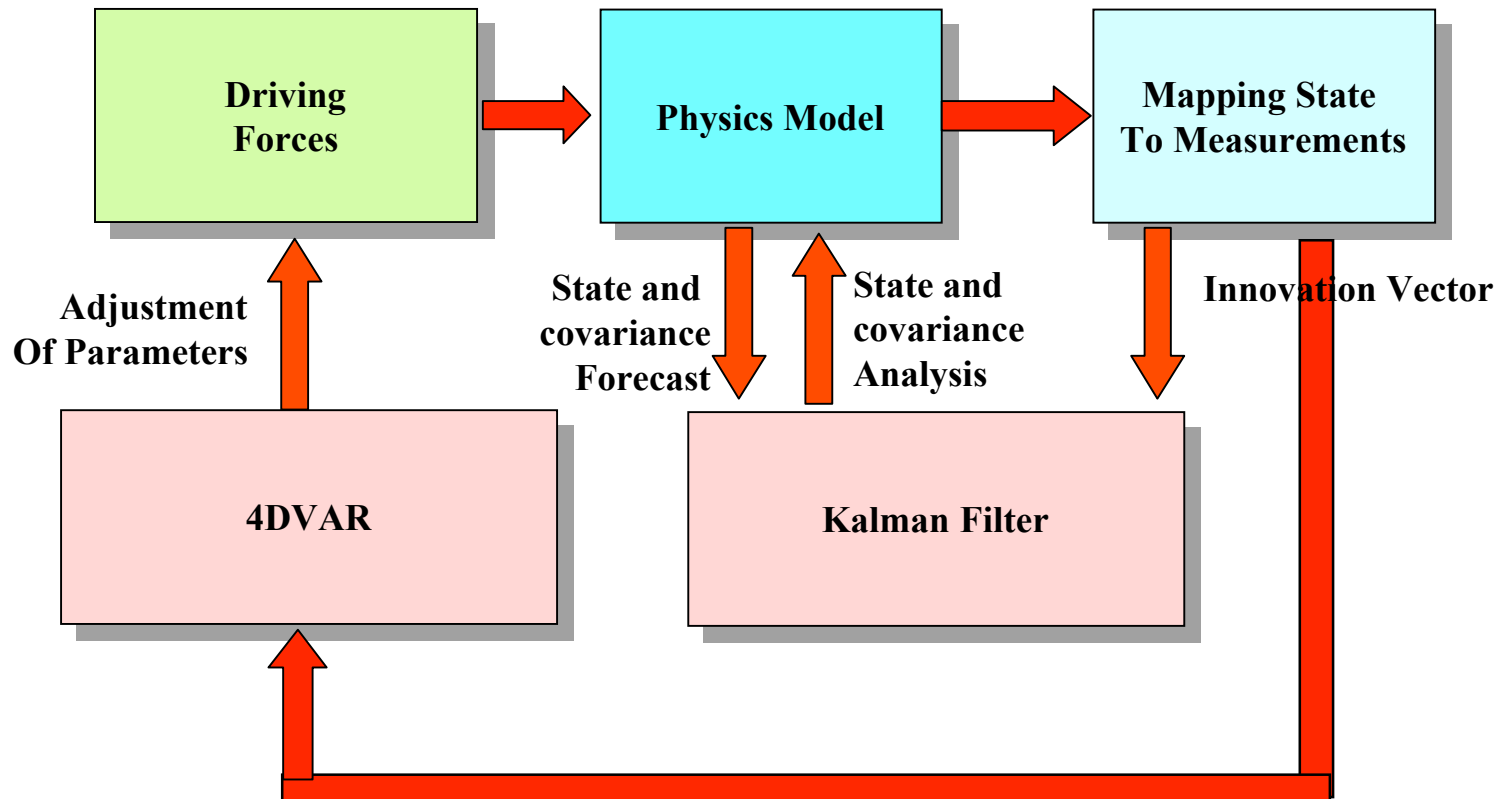 Driving
Forces
Physics Model
Mapping State
To Measurements
Adjustment
Of Parameters
State and
covariance
Forecast
State and
covariance
Analysis
Innovation Vector
4DVAR
Kalman Filter